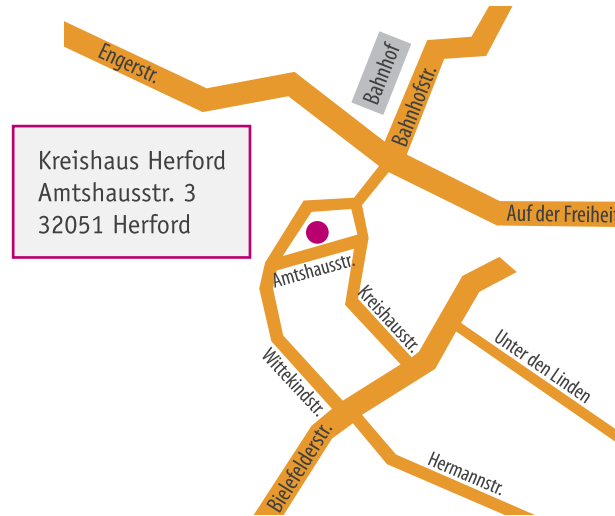 Engerstr.
Bahnhof
Bahnhofstr.
Kreishaus Herford
Amtshausstr. 3
32051 Herford
Auf der Freiheit
Amtshausstr.
Kreishausstr.
Unter den Linden
Wittekindstr.
Bielefelderstr.
Hermannstr.